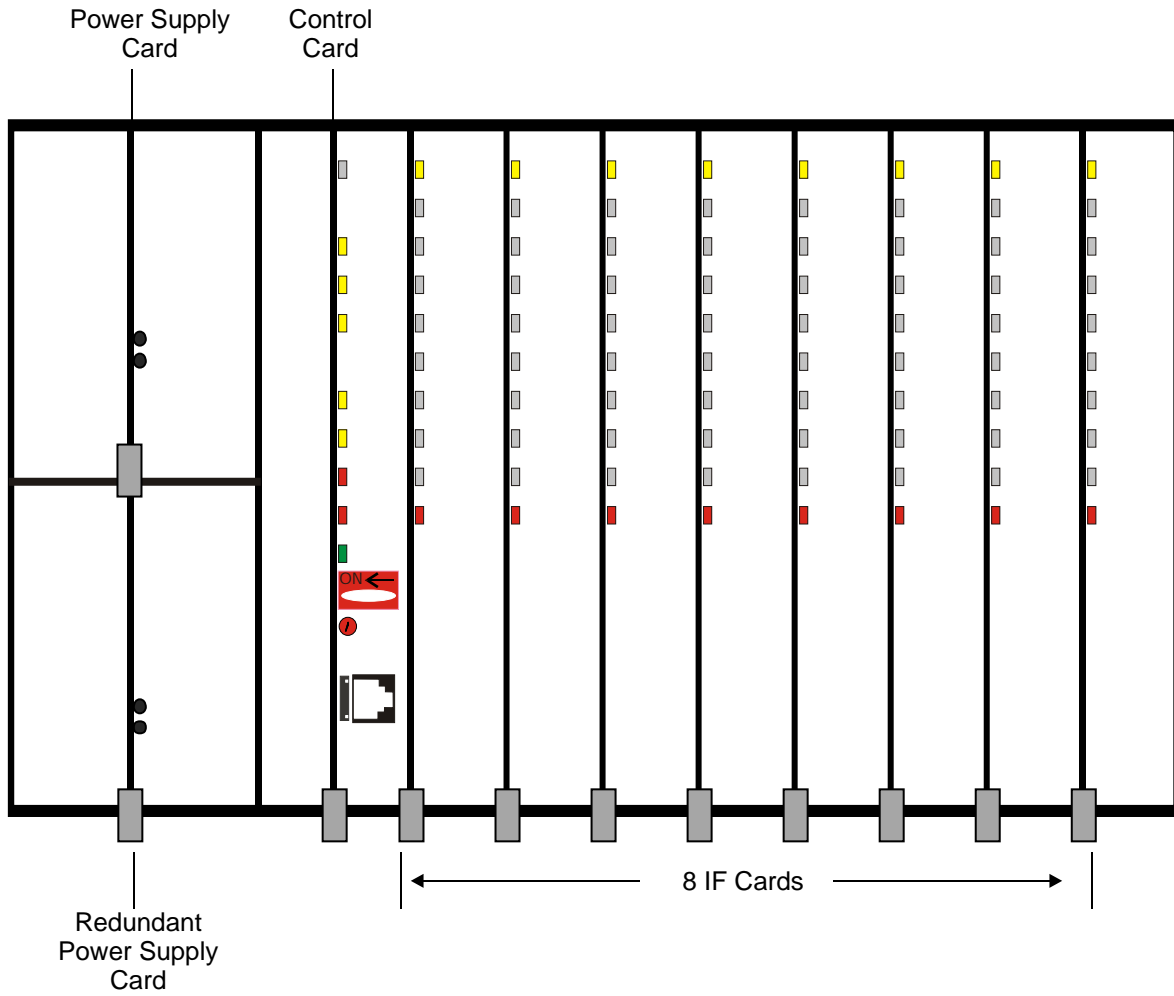 Power Supply
Card
Control
Card
ON
8 IF Cards
Redundant
Power Supply
Card